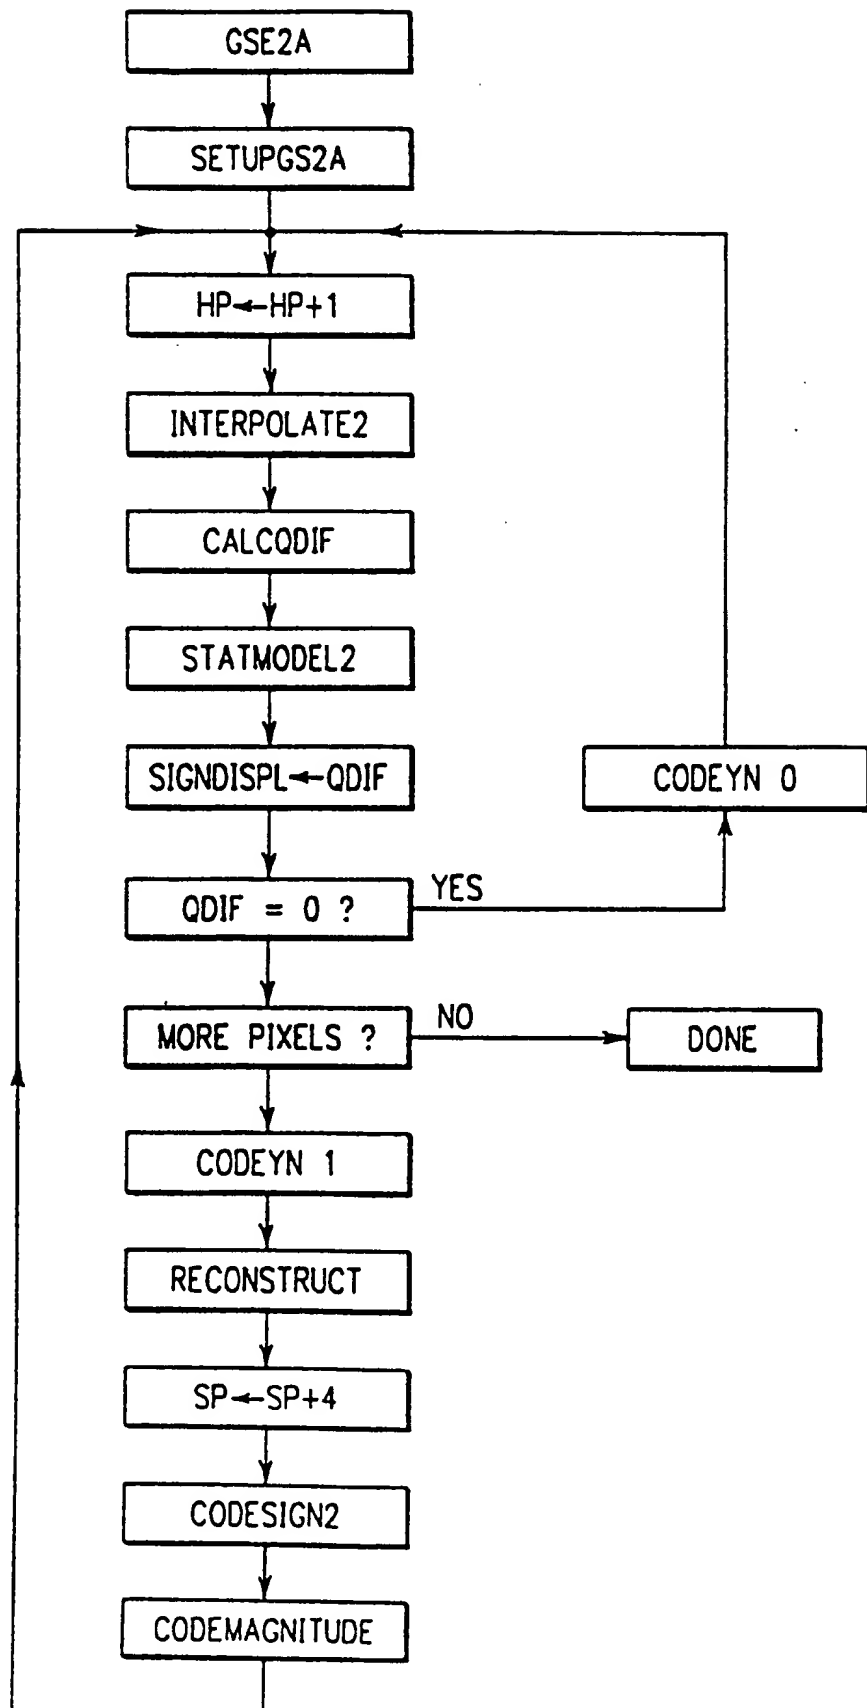 GSE2A
SETUPGS2A
HP←HP+1
INTERPOLATE2
CALCQDIF
STATMODEL2
SIGNDISPL←QDIF
CODEYN 0
QDIF = 0 ?
YES
MORE PIXELS ?
NO
DONE
CODEYN 1
RECONSTRUCT
SP←SP+4
CODESIGN2
CODEMAGNITUDE